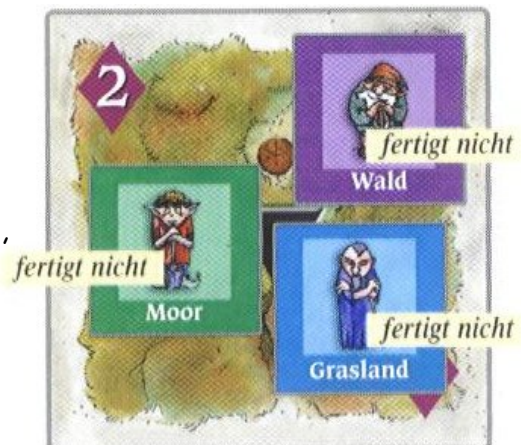 2
fertigt nicht
Wald
,
fertigt nicht
Moor
fertigt nicht
Grasland